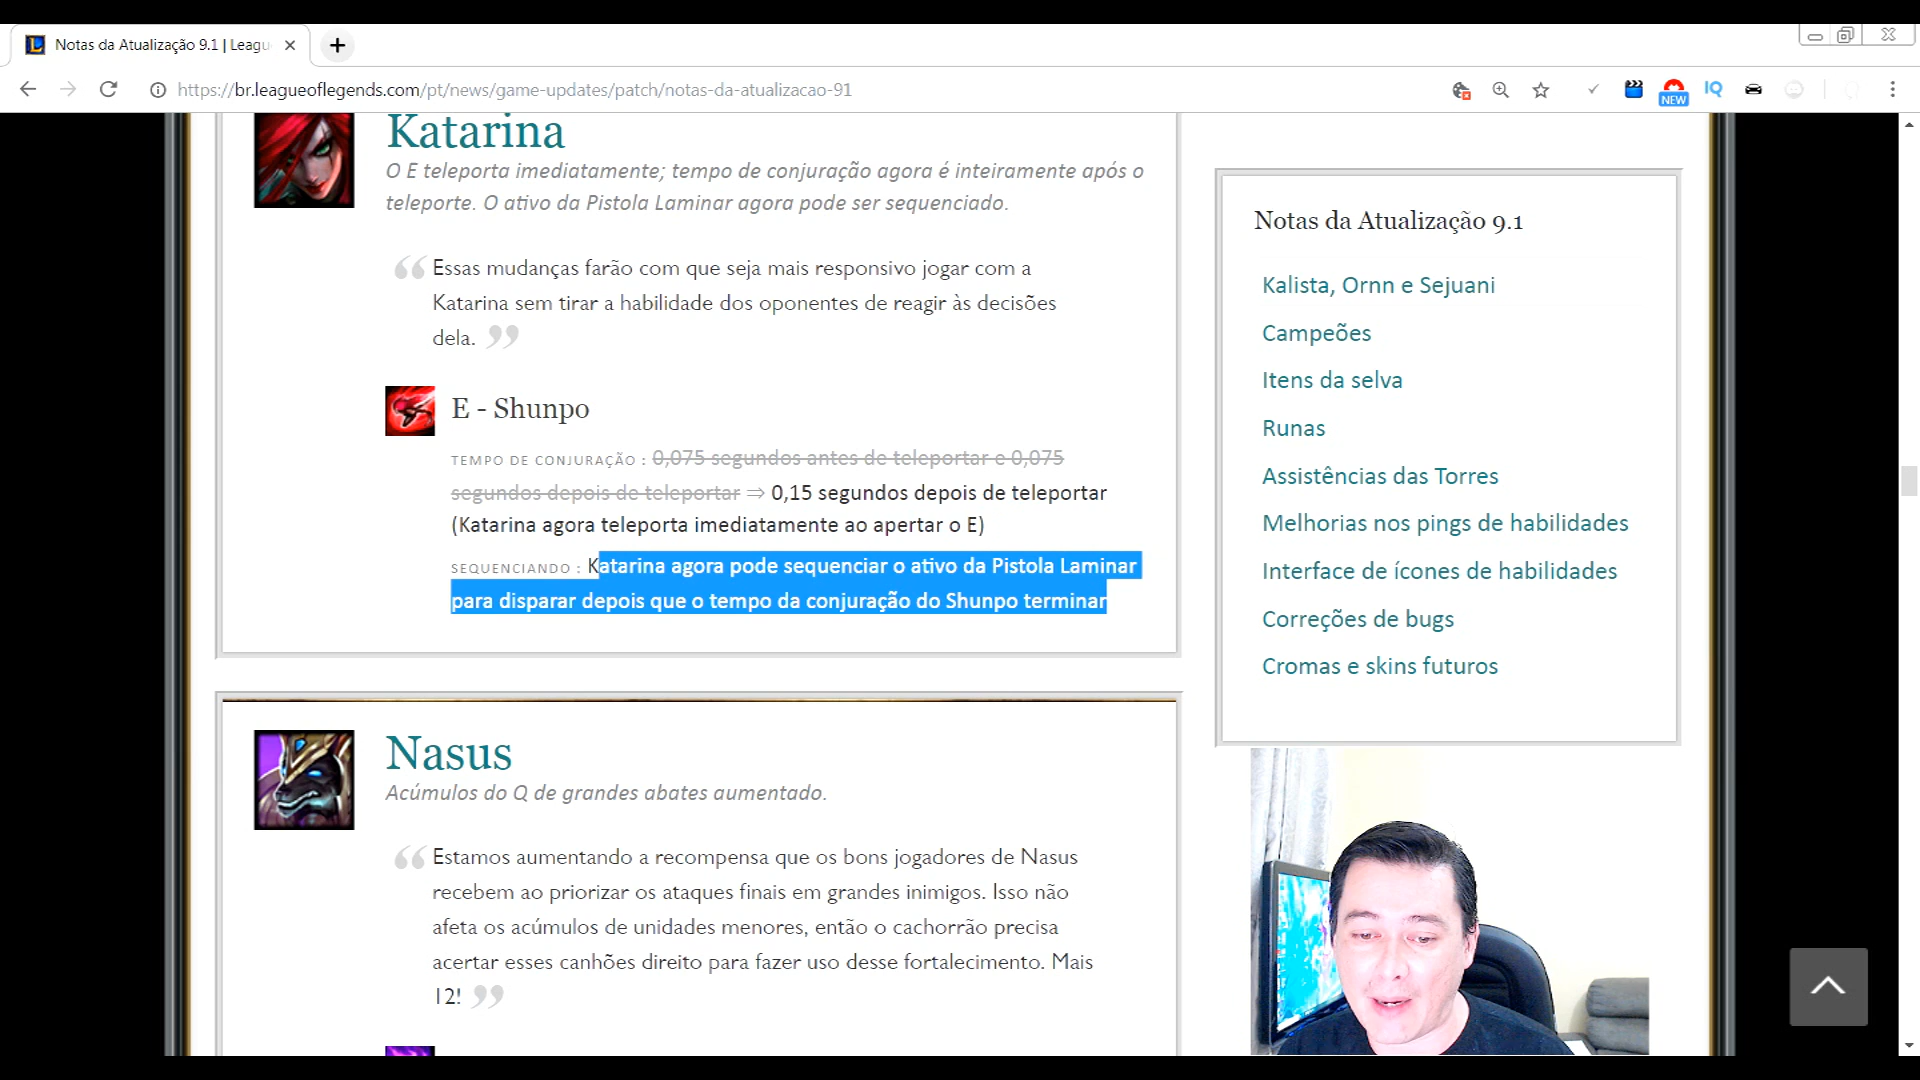 Notas da Atualização 9.1 | Leagu
https://br.leagueoflegends.com/pt/news/game-updates/patch/notas-da-atualizacao-91
NEW
IQ
Katarina
O E teleporta imediatamente; tempo de conjuração agora é inteiramente após o
teleporte. O ativo da Pistola Laminar agora pode ser sequenciado.
“Essas mudanças farão com que seja mais responsivo jogar com a
Katarina sem tirar a habilidade dos oponentes de reagir às decisões
dela. ”
E - Shunpo
TEMPO DE CONJURAÇÃO : 0,075 segundos antes de teleportar e 0,075
segundos depois de teleportar ⇒ 0,15 segundos depois de teleportar
(Katarina agora teleporta imediatamente ao apertar o E)
SEQUENCIANDO : Katarina agora pode sequenciar o ativo da Pistola Laminar
para disparar depois que o tempo da conjuração do Shunpo terminar
Nasus
Acúmulos do Q de grandes abates aumentado.
“Estamos aumentando a recompensa que os bons jogadores de Nasus
recebem ao priorizar os ataques finais em grandes inimigos. Isso não
afeta os acúmulos de unidades menores, então o cachorrão precisa
acertar esses canhões direito para fazer uso desse fortalecimento. Mais
12! ”
Notas da Atualização 9.1
Kalista, Ornn e Sejuani
Campeões
Itens da selva
Runas
Assistências das Torres
Melhorias nos pings de habilidades
Interface de ícones de habilidades
Correções de bugs
Cromas e skins futuros